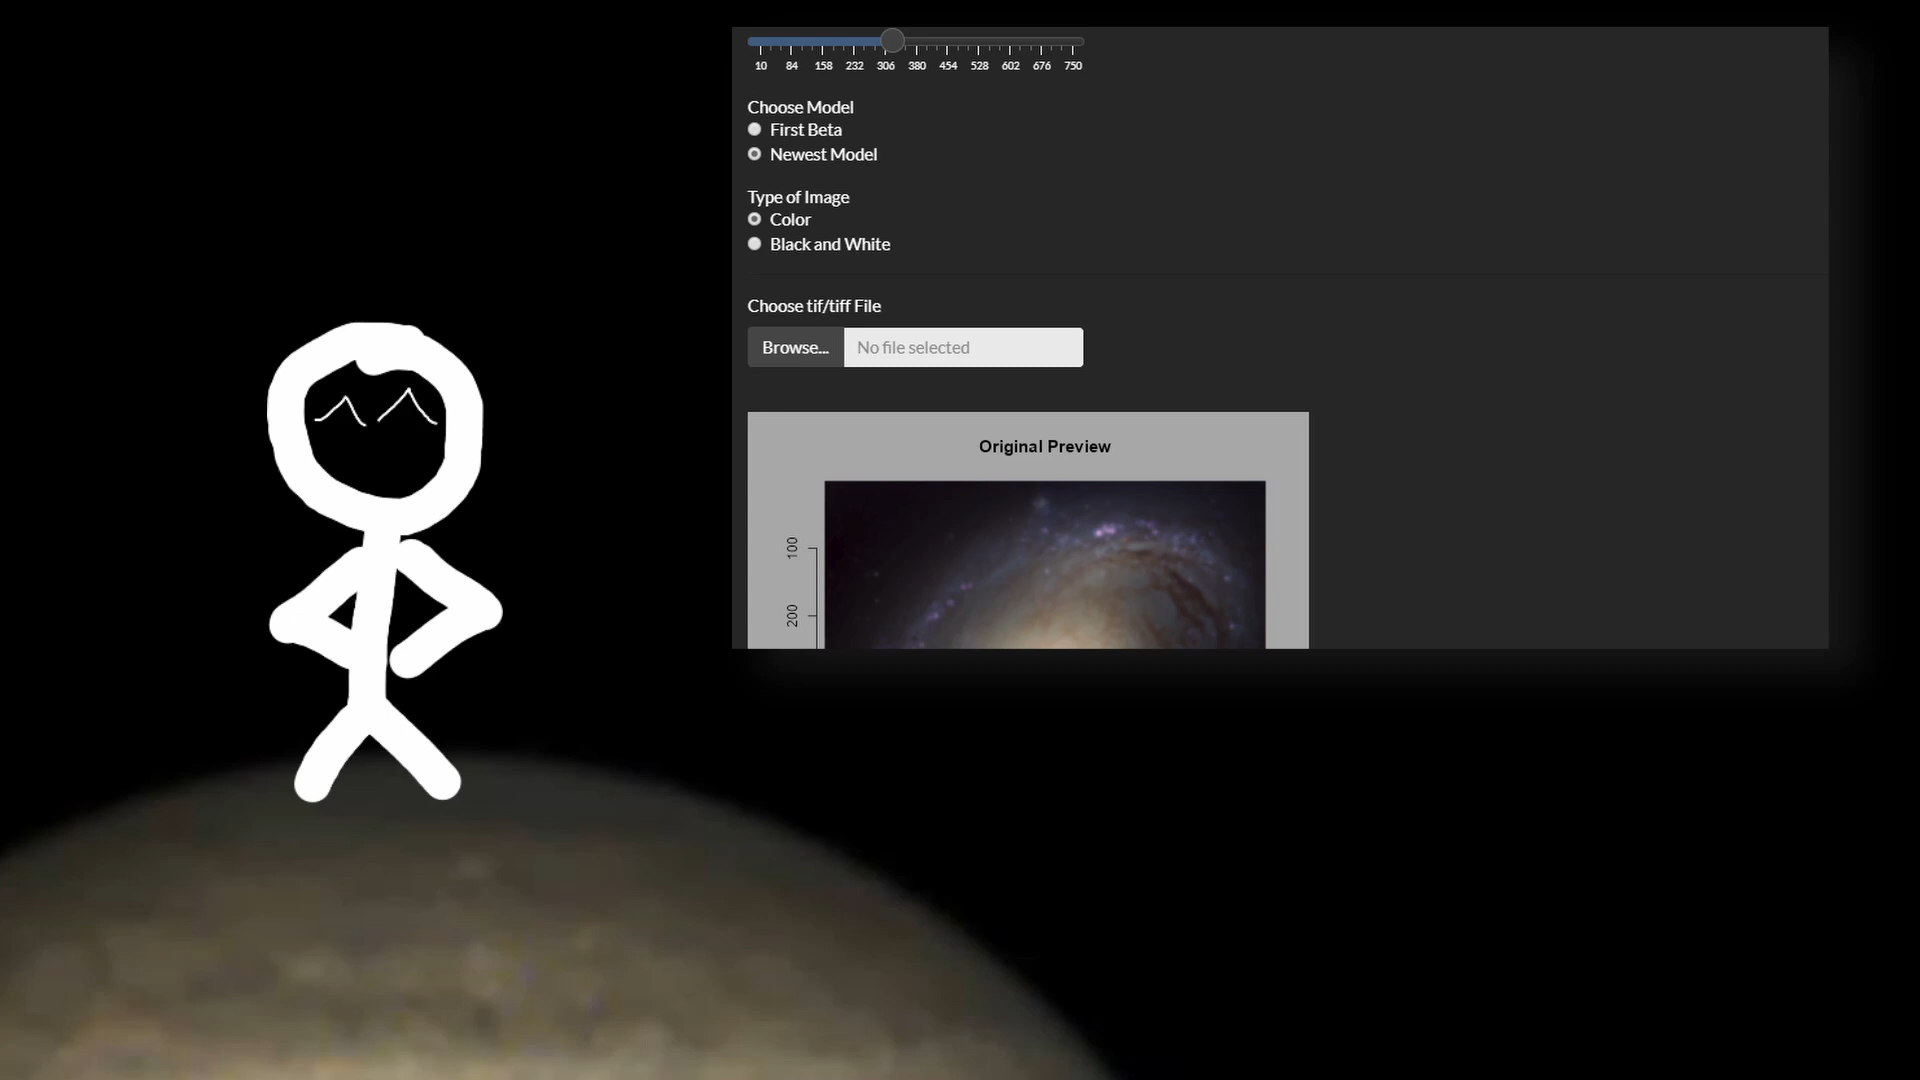 10 84 158 232 306 380 454 528 602 676 750
Choose Model
First Beta
Newest Model
Type of Image
Color
Black and White
Choose tif/tiff File
Browse... No file selected
Original Preview
100
200